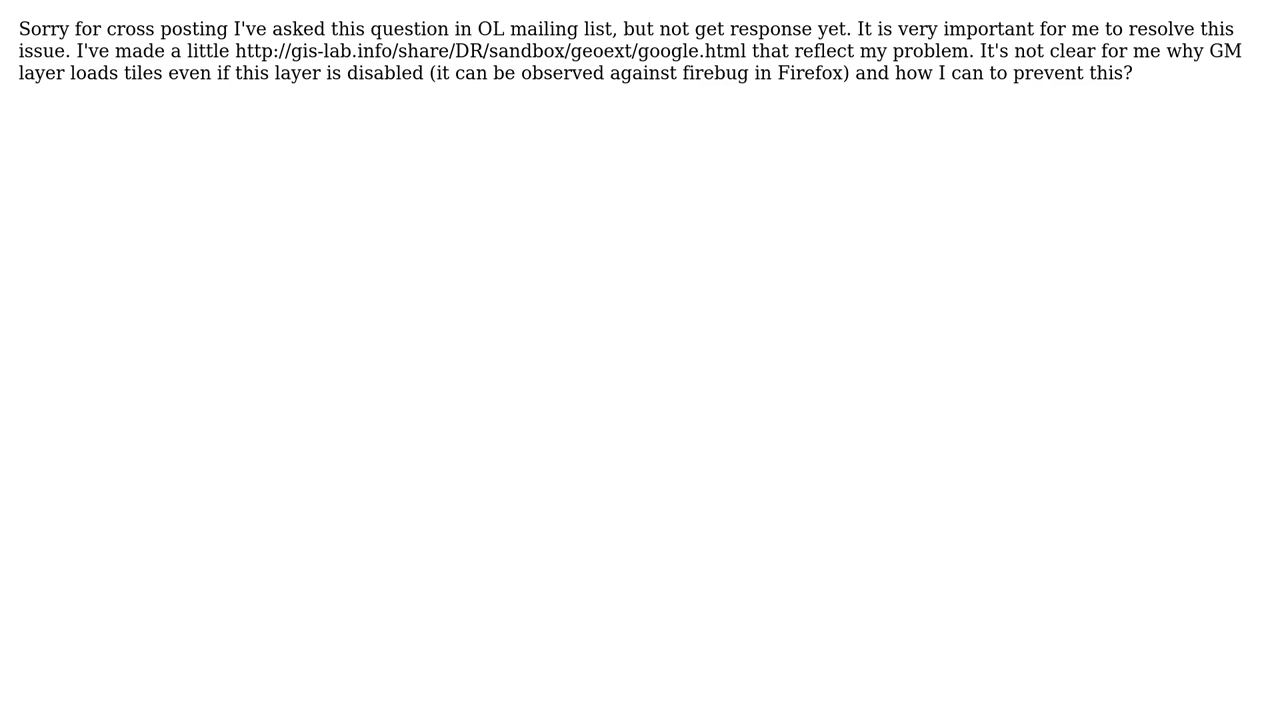 Sorry for cross posting I've asked this question in OL mailing list, but not get response yet. It is very important for me to resolve this
issue. I've made a little http://gis-lab.info/share/DR/sandbox/geoext/google.html that reflect my problem. It's not clear for me why GM
layer loads tiles even if this layer is disabled (it can be observed against firebug in Firefox) and how I can to prevent this?